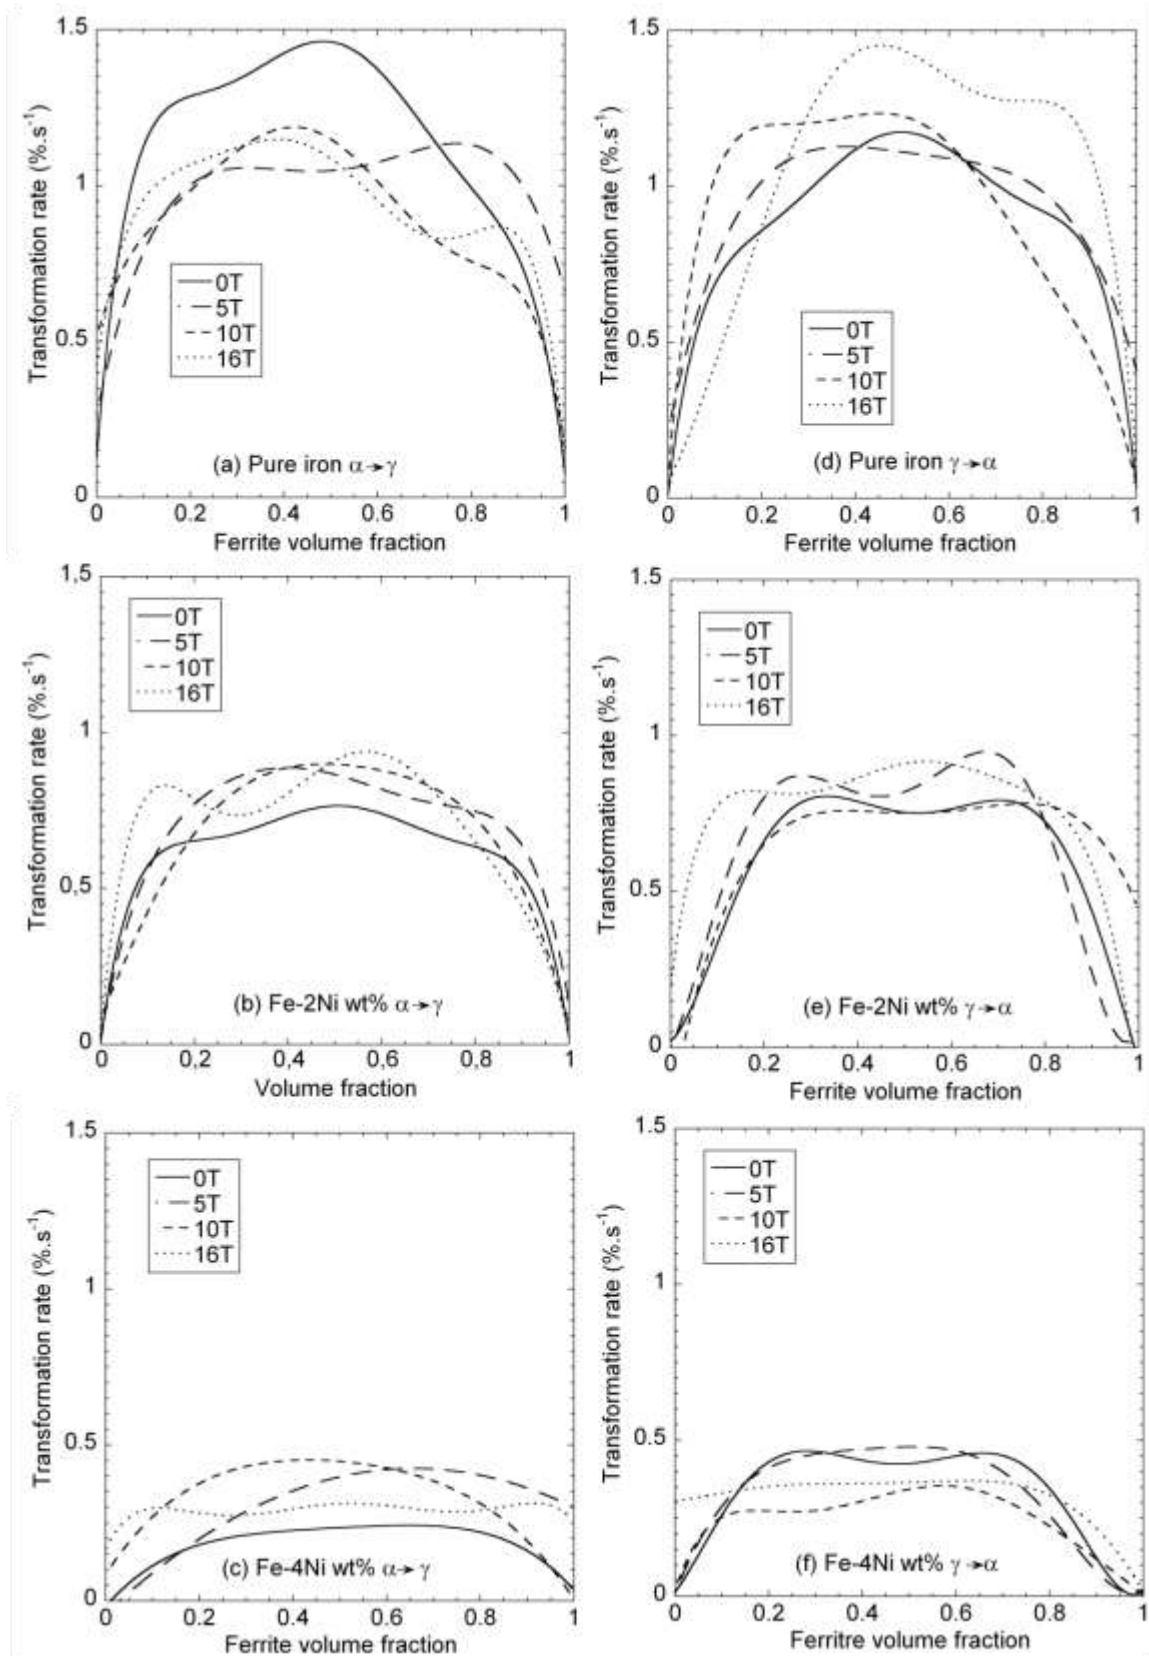 1.5
1
0.5
0
Transformation rate (%.s⁻¹)
0T
5T
10T
16T
(a) Pure iron α→γ
0 0.2 0.4 0.6 0.8 1
Ferrite volume fraction
1.5
1
0.5
0
Transformation rate (%.s⁻¹)
0T
5T
10T
16T
(d) Pure iron γ→α
0 0.2 0.4 0.6 0.8 1
Ferrite volume fraction
1.5
1
0.5
0
Transformation rate (%.s⁻¹)
0T
5T
10T
16T
(b) Fe-2Ni wt% α→γ
0 0,2 0,4 0,6 0,8 1
Volume fraction
1.5
1
0.5
0
Transformation rate (%.s⁻¹)
0T
5T
10T
16T
(e) Fe-2Ni wt% γ→α
0 0.2 0.4 0.6 0.8 1
Ferrite volume fraction
1.5
1
0.5
0
Transformation rate (%.s⁻¹)
0T
5T
10T
16T
(c) Fe-4Ni wt% α→γ
0 0.2 0.4 0.6 0.8 1
Ferrite volume fraction
1.5
1
0.5
0
Transformation rate (%.s⁻¹)
0T
5T
10T
16T
(f) Fe-4Ni wt% γ→α
0 0.2 0.4 0.6 0.8 1
Ferritre volume fraction